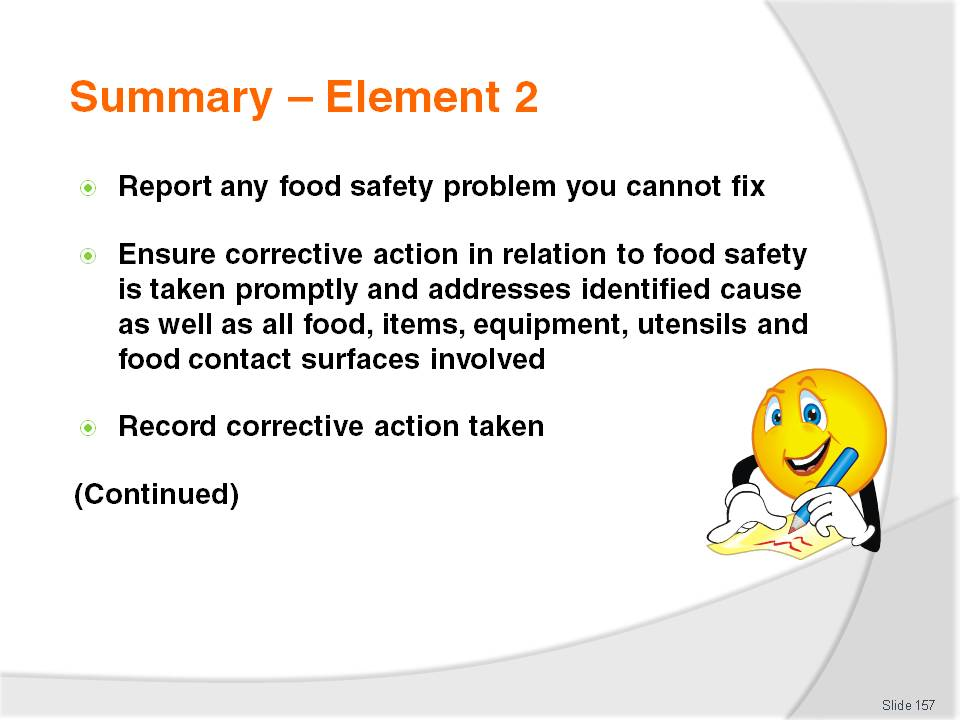 Summary – Element 2
Report any food safety problem you cannot fix
Ensure corrective action in relation to food safety
is taken promptly and addresses identified cause
as well as all food, items, equipment, utensils and
food contact surfaces involved
Record corrective action taken
(Continued)
Slide 157